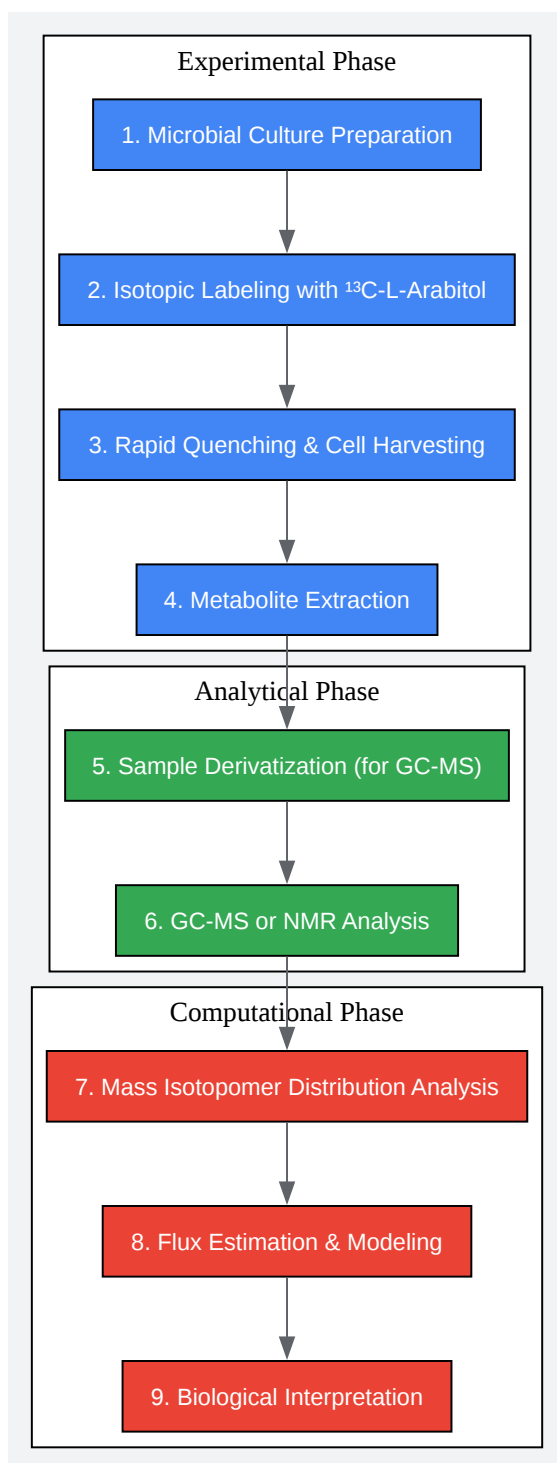 Experimental Phase
1. Microbial Culture Preparation
2. Isotopic Labeling with ¹³C-L-Arabitol
3. Rapid Quenching & Cell Harvesting
4. Metabolite Extraction
Analytical Phase
5. Sample Derivatization (for GC-MS)
6. GC-MS or NMR Analysis
Computational Phase
7. Mass Isotopomer Distribution Analysis
8. Flux Estimation & Modeling
9. Biological Interpretation